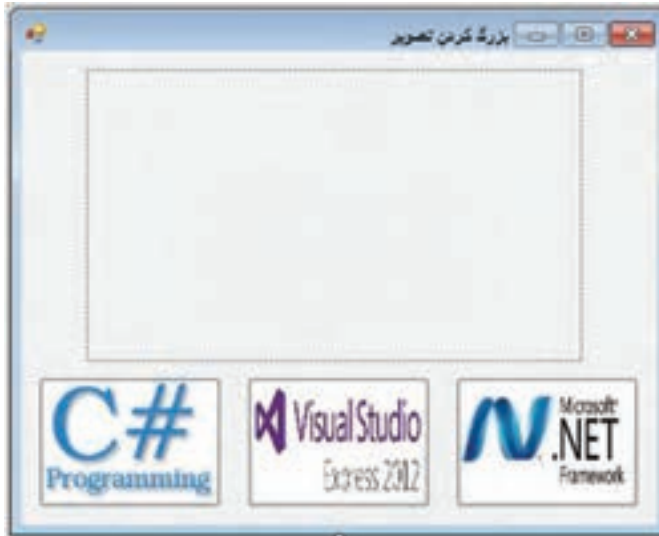 بزرگ کردن تصویر
C#
Programming
Visual Studio
Express 2012
Microsoft
.NET
Framework